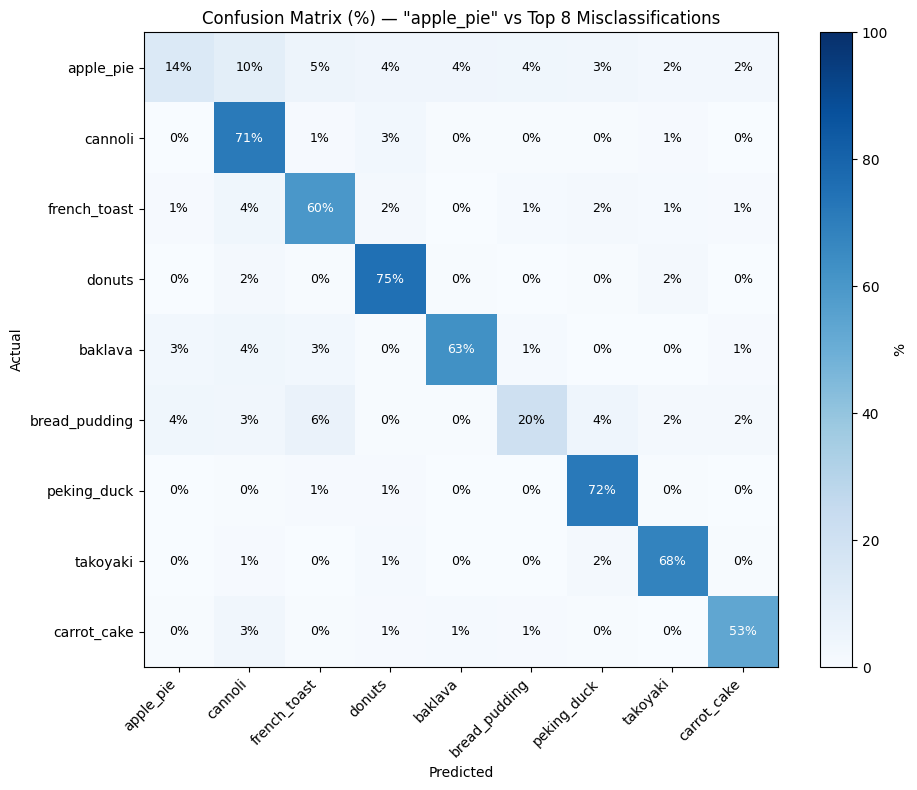 Confusion Matrix (%) — "apple_pie" vs Top 8 Misclassifications
apple_pie 14% 10% 5% 4% 4% 4% 3% 2% 2%
cannoli 0% 71% 1% 3% 0% 0% 0% 1% 0%
french_toast 1% 4% 60% 2% 0% 1% 2% 1% 1%
donuts 0% 2% 0% 75% 0% 0% 0% 2% 0%
baklava 3% 4% 3% 0% 63% 1% 0% 0% 1%
bread_pudding 4% 3% 6% 0% 0% 20% 4% 2% 2%
peking_duck 0% 0% 1% 1% 0% 0% 72% 0% 0%
takoyaki 0% 1% 0% 1% 0% 0% 2% 68% 0%
carrot_cake 0% 3% 0% 1% 1% 1% 0% 0% 53%
apple_pie cannoli french_toast donuts baklava bread_pudding peking_duck takoyaki carrot_cake
Predicted
Actual
100
80
60
40
20
0
%